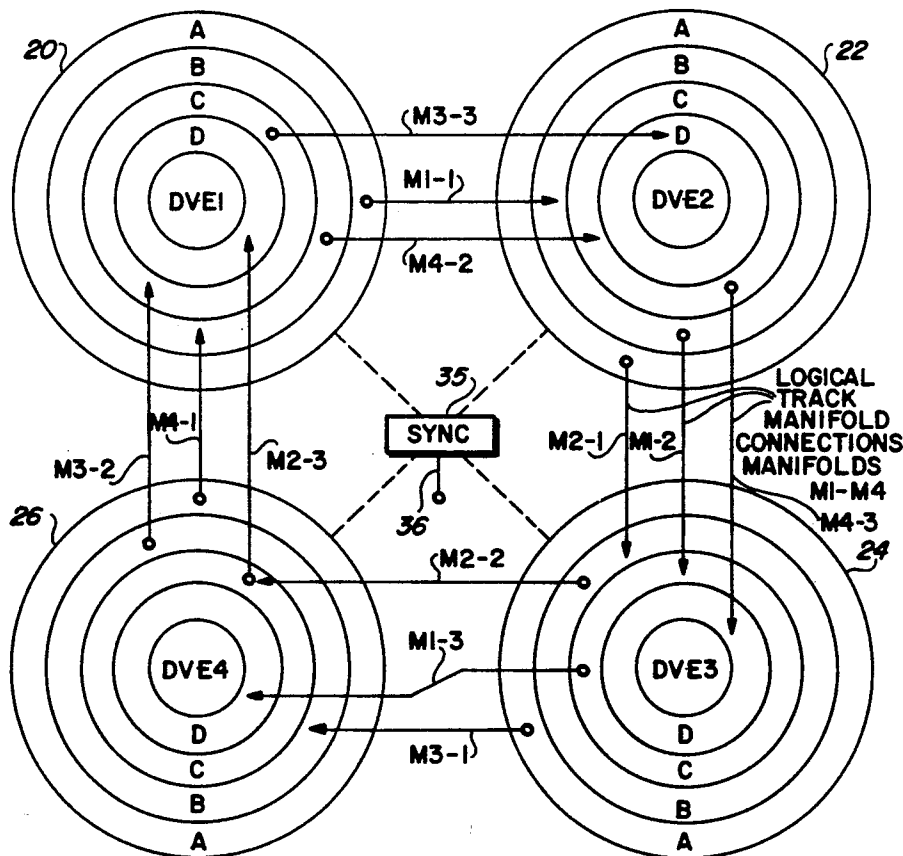 A
20
22
A
B
B
C
C
M3-3
D
D
M1-1
DVE1
DVE2
M4-2
35
LOGICAL
TRACK
MANIFOLD
CONNECTIONS
MANIFOLDS
M1-M4
M4-3
SYNC
M4-1
M2-1
M1-2
M3-2
M2-3
36
26
24
M2-2
M1-3
DVE4
DVE3
D
D
M3-1
C
C
B
B
A
A